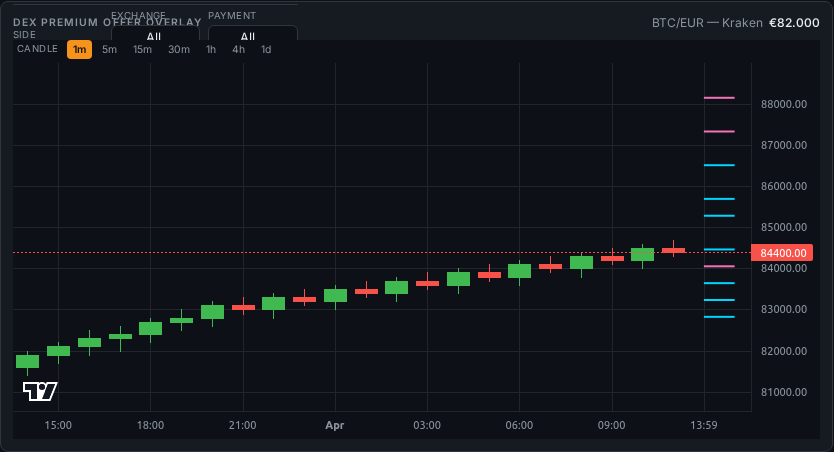 DEX PREMIUM OFFER OVERLAY
EXCHANGE PAYMENT
BTC/EUR — Kraken €82.000
SIDE
All All
CANDLE 1m 5m 15m 30m 1h 4h 1d
88000.00
87000.00
86000.00
85000.00
84400.00
84000.00
83000.00
82000.00
81000.00
15:00 18:00 21:00 Apr 03:00 06:00 09:00 13:59